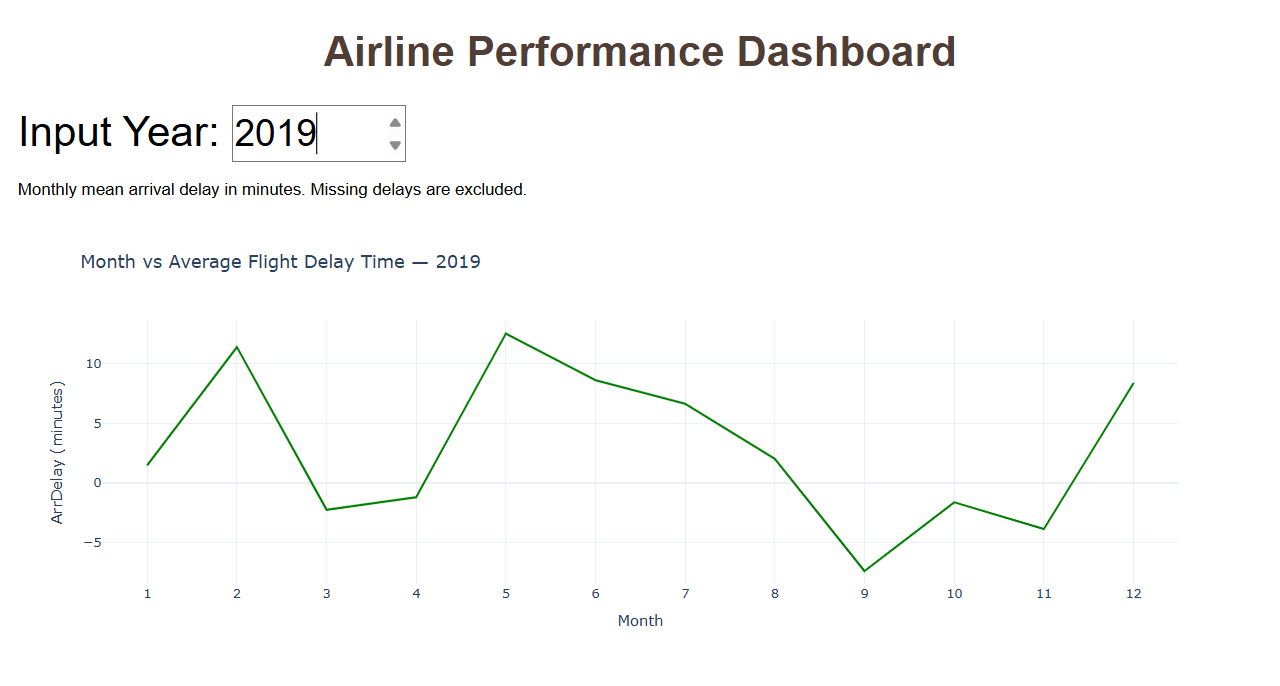 Airline Performance Dashboard
Input Year: 2019
Monthly mean arrival delay in minutes. Missing delays are excluded.
Month vs Average Flight Delay Time — 2019
ArrDelay (minutes)
10
5
0
−5
1 2 3 4 5 6 7 8 9 10 11 12
Month